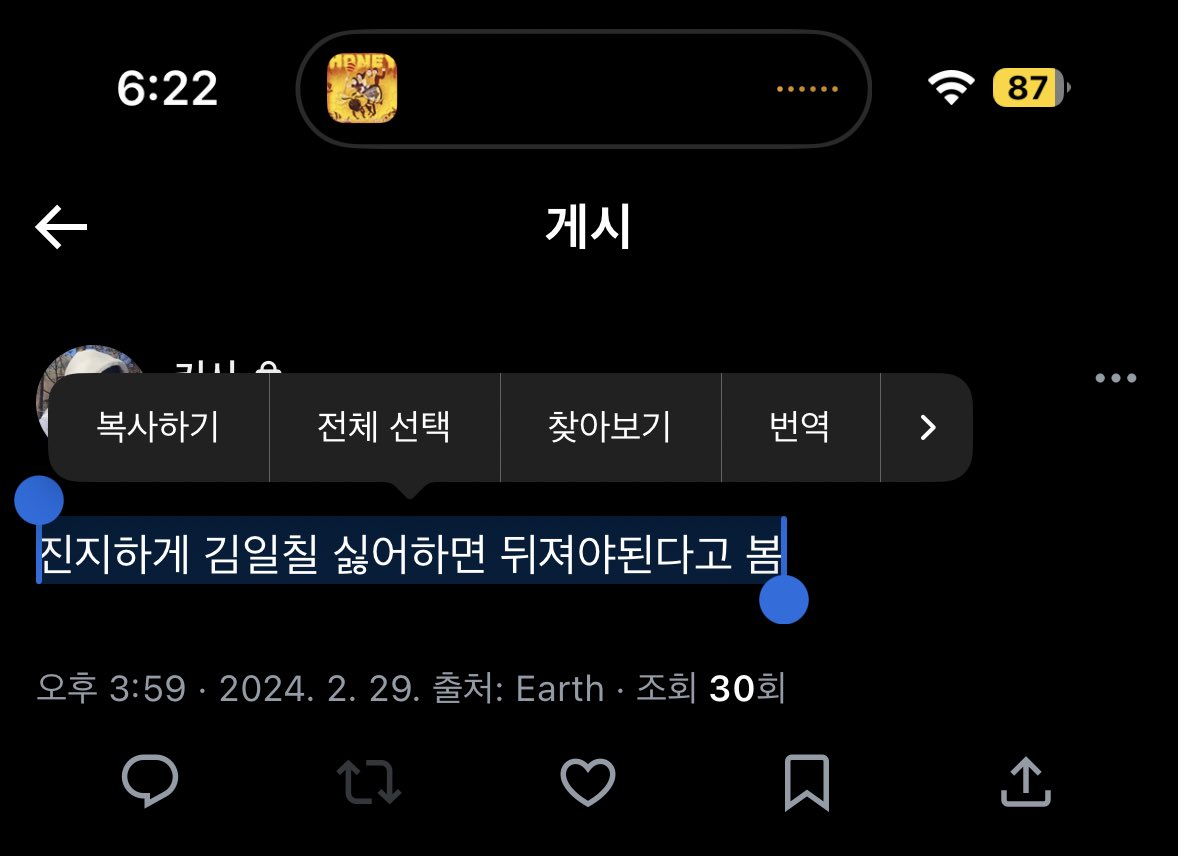 6:22
HONEY
87
게시
복사하기 전체 선택 찾아보기 번역
진지하게 김일칠 싫어하면 뒤져야된다고 봄
오후 3:59 · 2024. 2. 29. 출처: Earth · 조회 30회